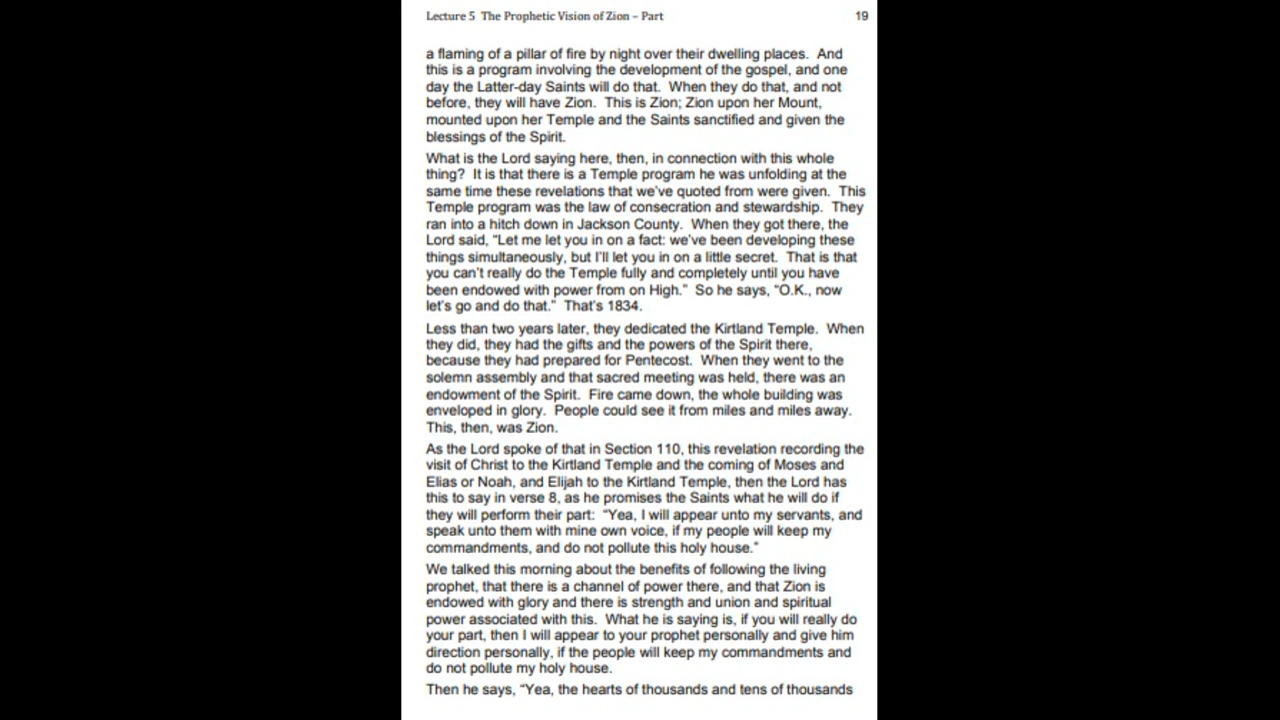 Lecture 5 The Prophetic Vision of Zion – Part 19
a flaming of a pillar of fire by night over their dwelling places. And
this is a program involving the development of the gospel, and one
day the Latter-day Saints will do that. When they do that, and not
before, they will have Zion. This is Zion; Zion upon her Mount,
mounted upon her Temple and the Saints sanctified and given the
blessings of the Spirit.
What is the Lord saying here, then, in connection with this whole
thing? It is that there is a Temple program he was unfolding at the
same time these revelations that we've quoted from were given. This
Temple program was the law of consecration and stewardship. They
ran into a hitch down in Jackson County. When they got there, the
Lord said, “Let me let you in on a fact: we've been developing these
things simultaneously, but I'll let you in on a little secret. That is that
you can't really do the Temple fully and completely until you have
been endowed with power from on High.” So he says, “O.K., now
let's go and do that.” That's 1834.
Less than two years later, they dedicated the Kirtland Temple. When
they did, they had the gifts and the powers of the Spirit there,
because they had prepared for Pentecost. When they went to the
solemn assembly and that sacred meeting was held, there was an
endowment of the Spirit. Fire came down, the whole building was
enveloped in glory. People could see it from miles and miles away.
This, then, was Zion.
As the Lord spoke of that in Section 110, this revelation recording the
visit of Christ to the Kirtland Temple and the coming of Moses and
Elias or Noah, and Elijah to the Kirtland Temple, then the Lord has
this to say in verse 8, as he promises the Saints what he will do if
they will perform their part: “Yea, I will appear unto my servants, and
speak unto them with mine own voice, if my people will keep my
commandments, and do not pollute this holy house.”
We talked this morning about the benefits of following the living
prophet, that there is a channel of power there, and that Zion is
endowed with glory and there is strength and union and spiritual
power associated with this. What he is saying is, if you will really do
your part, then I will appear to your prophet personally and give him
direction personally, if the people will keep my commandments and
do not pollute my holy house.
Then he says, “Yea, the hearts of thousands and tens of thousands